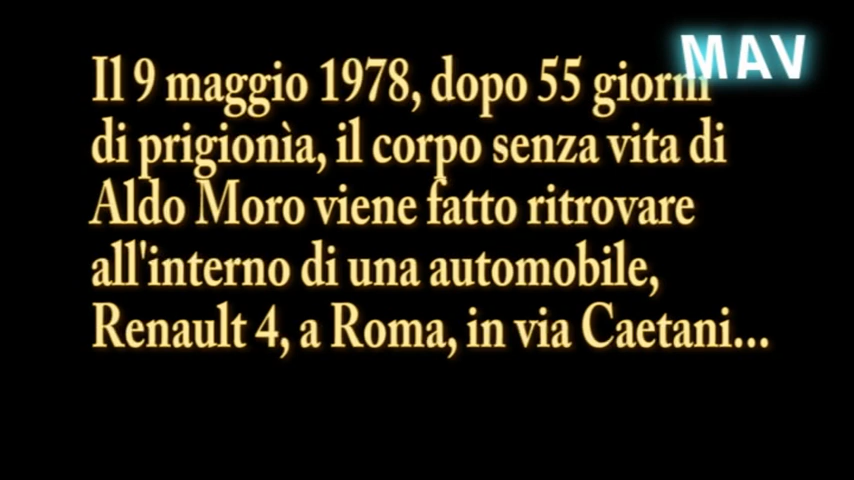 MAV
Il 9 maggio 1978, dopo 55 giorni
di prigionìa, il corpo senza vita di
Aldo Moro viene fatto ritrovare
all'interno di una automobile,
Renault 4, a Roma, in via Caetani...